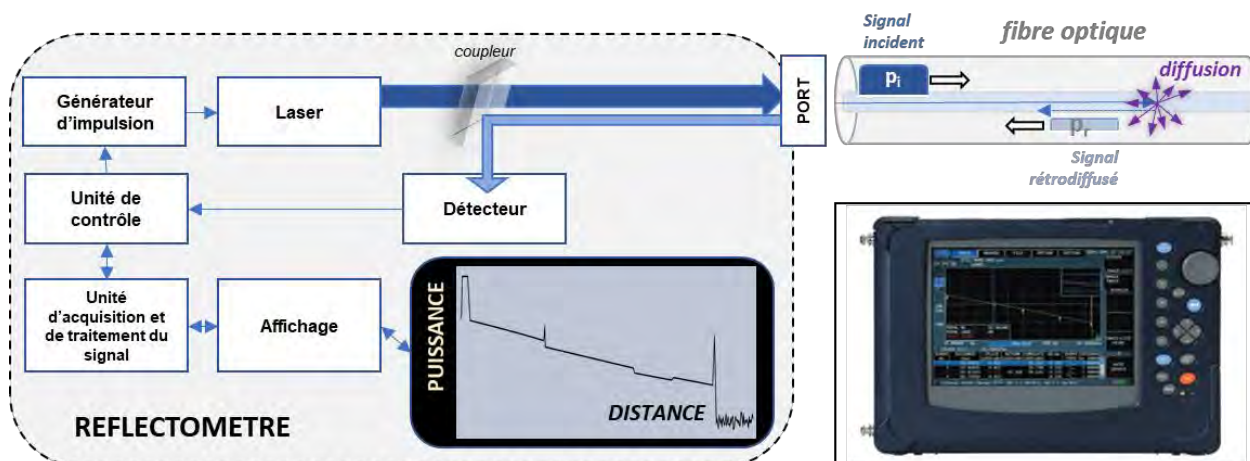 Signal
incident
fibre optique
coupleur
pi
diffusion
Générateur
d'impulsion
Laser
PORT
pr
Signal
rétrodiffusé
Unité de
contrôle
Détecteur
Unité
d'acquisition et
de traitement du
signal
Affichage
PUISSANCE
DISTANCE
REFLECTOMETRE